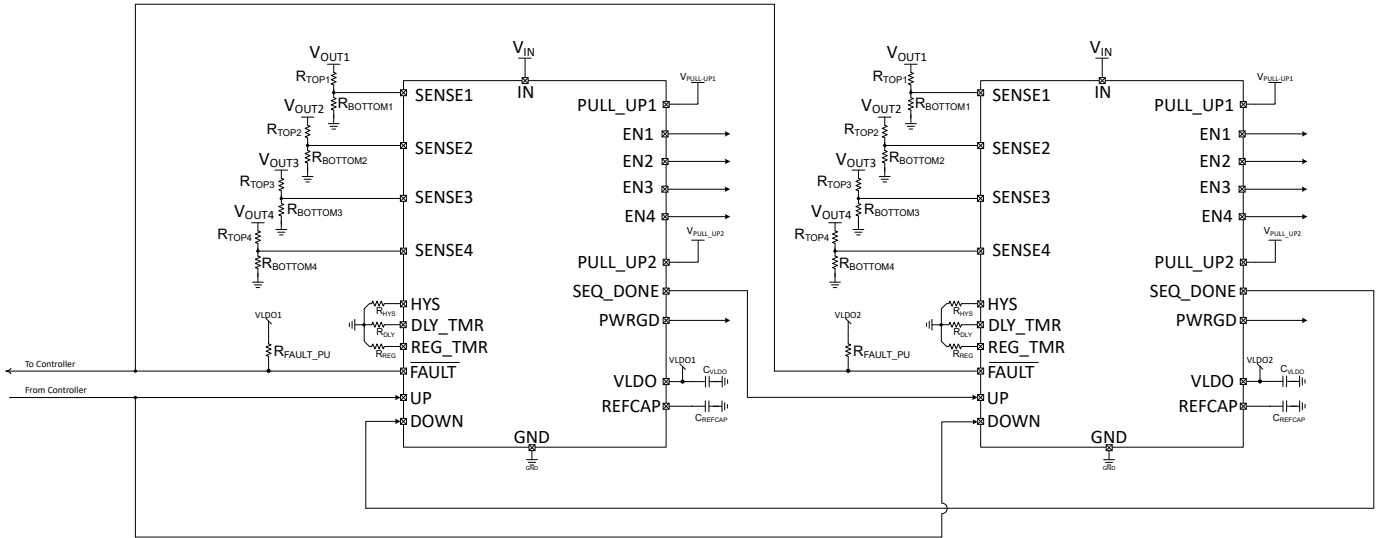 VIN
VOUT1
RTOP1
SENSE1
IN
VPULL-UP1
RBOTTOM1
PULL_UP1
VOUT2
RTOP2
EN1
SENSE2
RBOTTOM2
EN2
VOUT3
RTOP3
EN3
SENSE3
RBOTTOM3
EN4
VOUT4
RTOP4
VPULL_UP2
SENSE4
RBOTTOM4
PULL_UP2
SEQ_DONE
HYS
RHYS
VLDO1
DLY_TMR
RDLY
PWRGD
REG_TMR
RREG
RFAULT_PU
To Controller
FAULT
VLDO1
CVLDO
VLDO
From Controller
UP
REFCAP
CREFCAP
DOWN
GND
GND
VIN
VOUT1
RTOP1
SENSE1
IN
VPULL-UP1
RBOTTOM1
PULL_UP1
VOUT2
RTOP2
EN1
SENSE2
RBOTTOM2
EN2
VOUT3
RTOP3
EN3
SENSE3
RBOTTOM3
EN4
VOUT4
RTOP4
VPULL_UP2
SENSE4
RBOTTOM4
PULL_UP2
SEQ_DONE
HYS
RHYS
VLDO2
DLY_TMR
RDLY
PWRGD
REG_TMR
RREG
RFAULT_PU
FAULT
VLDO2
CVLDO
VLDO
UP
REFCAP
CREFCAP
DOWN
GND
GND